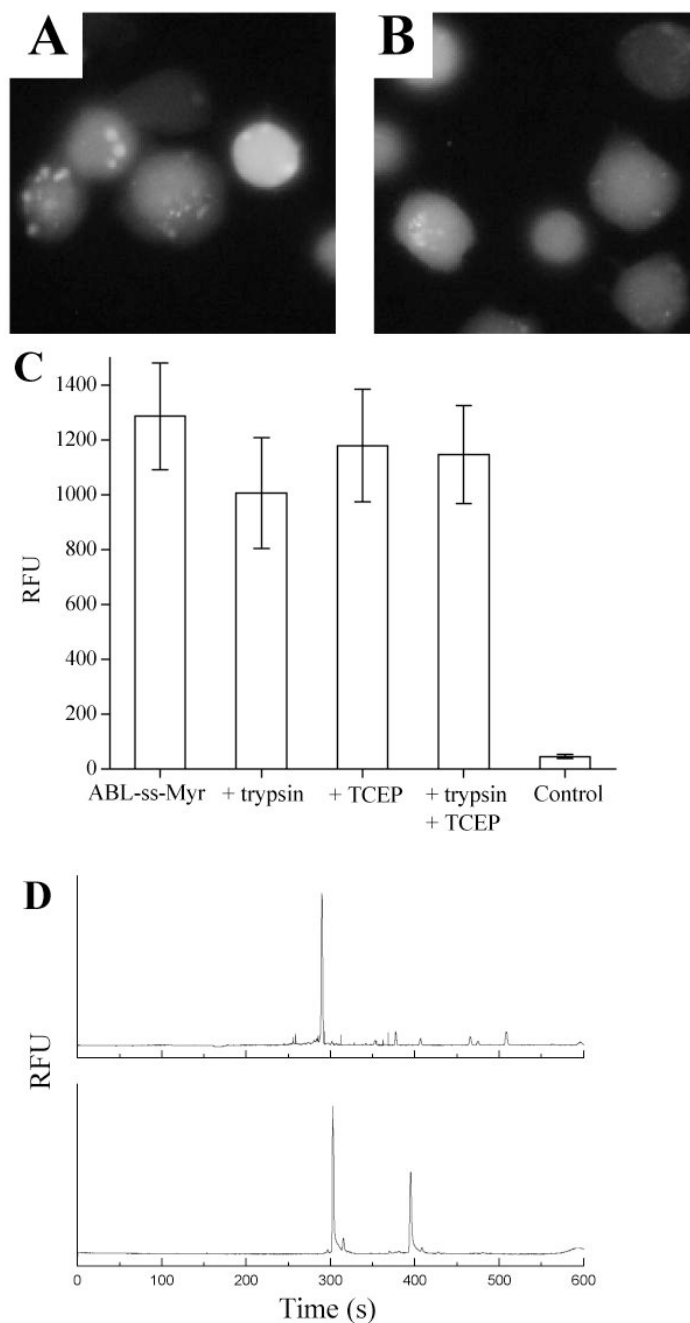 A
B
C
1400
1200
1000
800
600
400
200
0
RFU
ABL-ss-Myr
+ trypsin
+ TCEP
+ trypsin
+ TCEP
Control
D
RFU
0
100
200
300
400
500
600
Time (s)